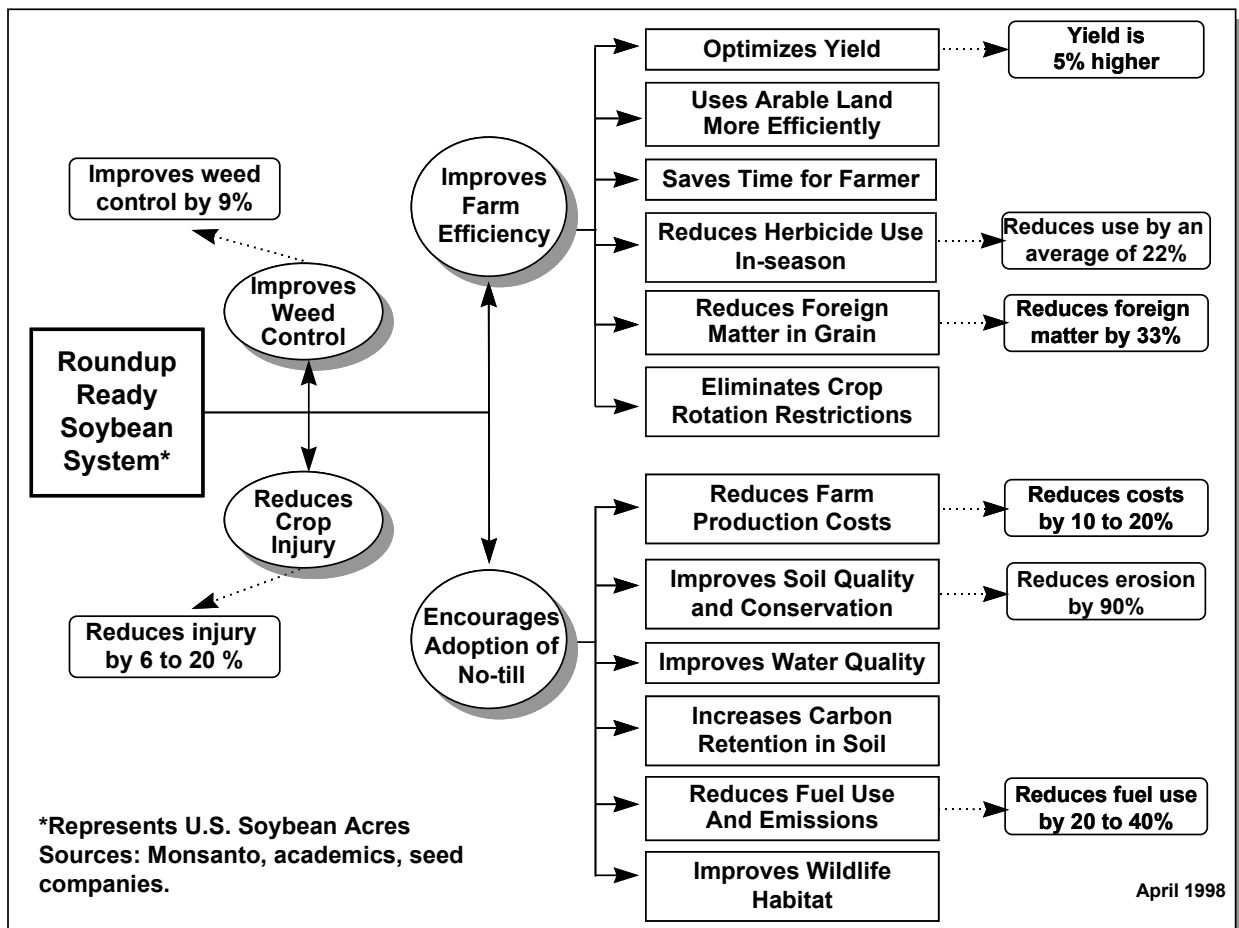 Roundup
Ready
Soybean
System*
Improves weed
control by 9%
Improves
Weed
Control
Reduces
Crop
Injury
Reduces injury
by 6 to 20 %
Improves
Farm
Efficiency
Optimizes Yield
Yield is
5% higher
Uses Arable Land
More Efficiently
Saves Time for Farmer
Reduces Herbicide Use
In-season
Reduces use by an
average of 22%
Reduces Foreign
Matter in Grain
Reduces foreign
matter by 33%
Eliminates Crop
Rotation Restrictions
Encourages
Adoption of
No-till
Reduces Farm
Production Costs
Reduces costs
by 10 to 20%
Improves Soil Quality
and Conservation
Reduces erosion
by 90%
Improves Water Quality
Increases Carbon
Retention in Soil
Reduces Fuel Use
And Emissions
Reduces fuel use
by 20 to 40%
Improves Wildlife
Habitat
*Represents U.S. Soybean Acres
Sources: Monsanto, academics, seed
companies.
April 1998